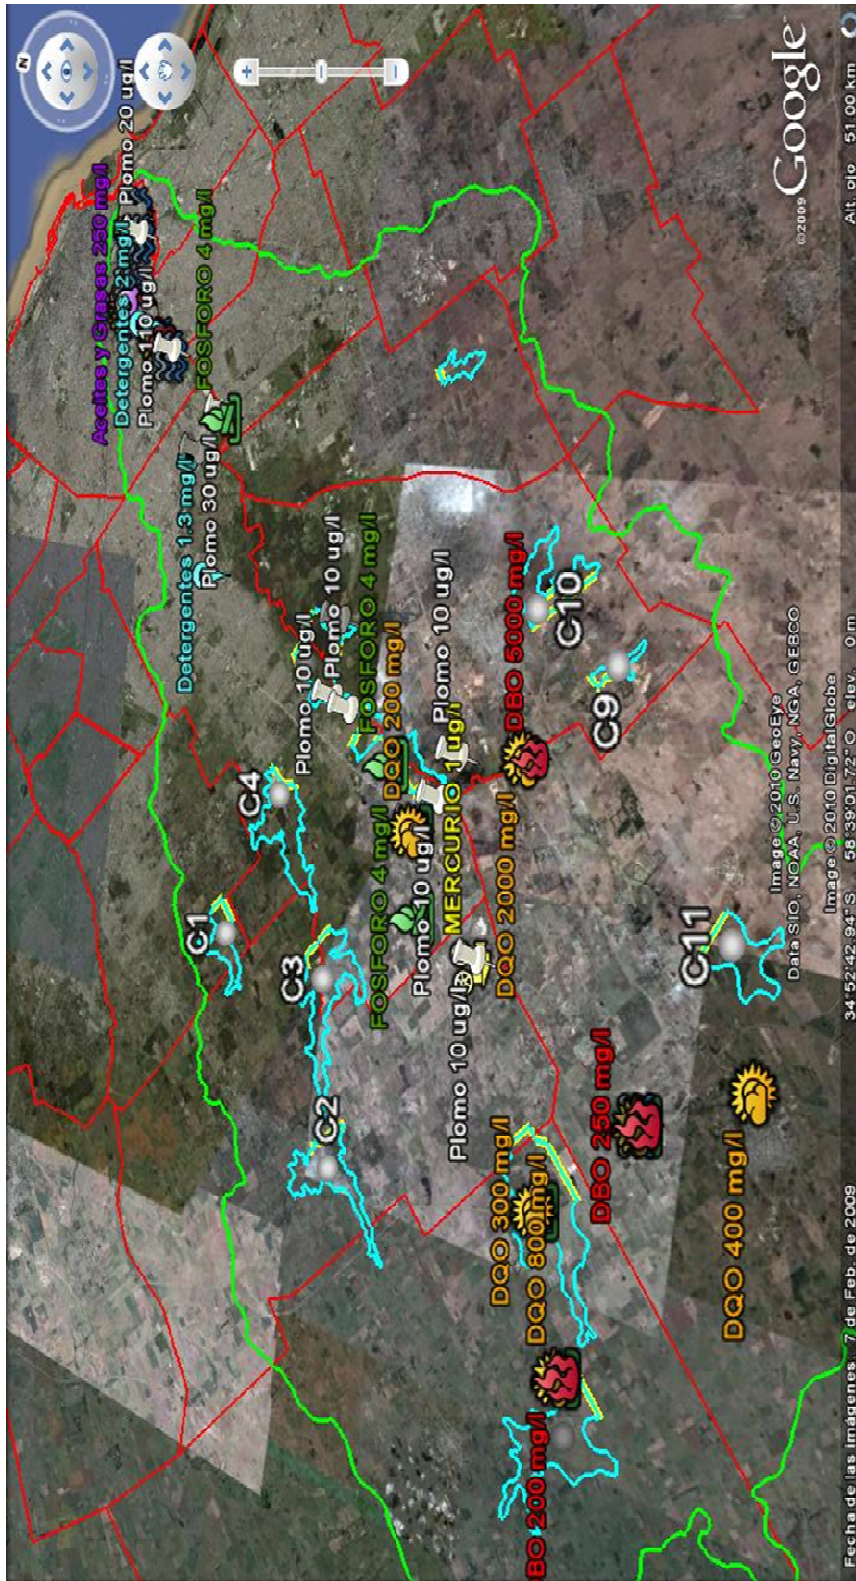 N
Aceites y Grasas 250 mg/l
Detergentes 2 mg/l
Plomo 20 ug/l
Plomo 110 ug/l
FOSFORO 4 mg/l
Detergentes 1.3 mg/l
Plomo 30 ug/l
Plomo 10 ug/l
Plomo 10 ug/l
FOSFORO 4 mg/l
DQO 200 mg/l
Plomo 10 ug/l
C4
C1
C3
C2
FOSFORO 4 mg/l
Plomo 10 ug/l
MERCURIO 1 ug/l
Plomo 10 ug/l
DQO 2000 mg/l
DBO 5000 mg/l
C10
C9
C11
DQO 300 mg/l
DQO 800 mg/l
DBO 250 mg/l
DQO 400 mg/l
BO 200 mg/l
Image © 2010 GeoEye
Data SIO, NOAA, U.S. Navy, NGA, GEBCO
Image © 2010 DigitalGlobe
©2009 Google
Fecha de las imágenes: 7 de Feb. de 2009 34°52'42.94" S 58°39'01.72" O elev. 0 m Alt. ojo 51.00 km